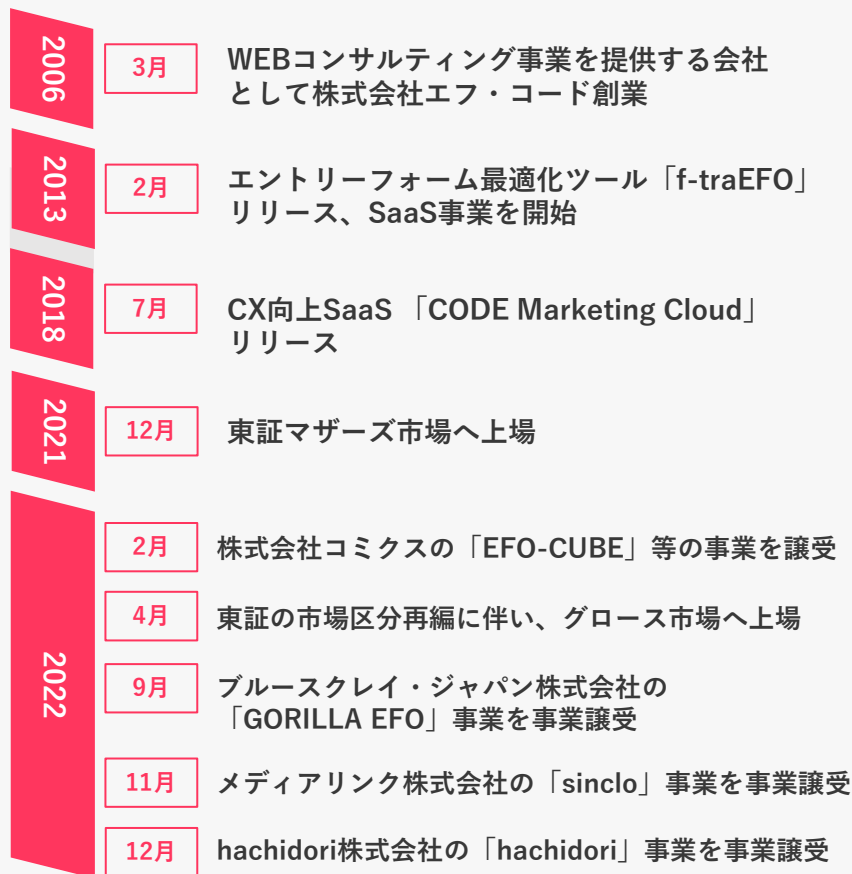 2006
3月
WEBコンサルティング事業を提供する会社
として株式会社エフ・コード創業
2013
2月
エントリーフォーム最適化ツール「f-traEFO」
リリース、SaaS事業を開始
2018
7月
CX向上SaaS 「CODE Marketing Cloud」
リリース
2021
12月
東証マザーズ市場へ上場
2022
2月
株式会社コミクスの「EFO-CUBE」等の事業を譲受
4月
東証の市場区分再編に伴い、グロース市場へ上場
9月
ブルースクレイ・ジャパン株式会社の
「GORILLA EFO」事業を事業譲受
11月
メディアリンク株式会社の「sinclo」事業を事業譲受
12月
hachidori株式会社の「hachidori」事業を事業譲受